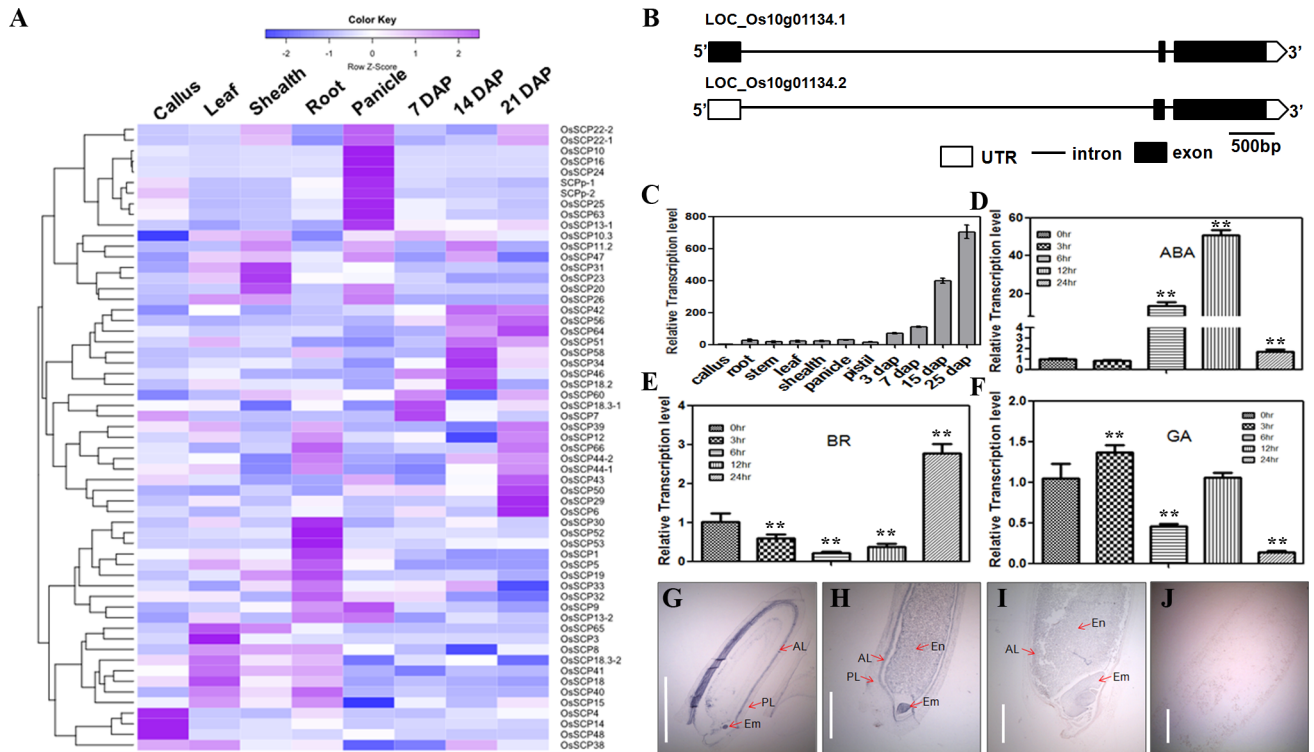 A
Color Key
-2 -1 0 1 2
Row Z-Score
Callus Leaf Shealth Root Panicle 7 DAP 14 DAP 21 DAP
OsSCP22-2
OsSCP22-1
OsSCP10
OsSCP16
OsSCP24
SCPp-1
SCPp-2
OsSCP25
OsSCP63
OsSCP13-1
OsSCP10.3
OsSCP11.2
OsSCP47
OsSCP31
OsSCP23
OsSCP20
OsSCP26
OsSCP42
OsSCP56
OsSCP64
OsSCP51
OsSCP58
OsSCP34
OsSCP46
OsSCP18.2
OsSCP60
OsSCP18.3-1
OsSCP7
OsSCP39
OsSCP12
OsSCP66
OsSCP44-2
OsSCP44-1
OsSCP43
OsSCP50
OsSCP29
OsSCP6
OsSCP30
OsSCP52
OsSCP53
OsSCP1
OsSCP5
OsSCP19
OsSCP33
OsSCP32
OsSCP9
OsSCP13-2
OsSCP65
OsSCP3
OsSCP8
OsSCP18.3-2
OsSCP41
OsSCP18
OsSCP40
OsSCP15
OsSCP4
OsSCP14
OsSCP48
OsSCP38
B
LOC_Os10g01134.1
5' 3'
LOC_Os10g01134.2
5' 3'
UTR intron exon 500bp
C
Relative Transcription level
800
600
400
200
0
callus root stem leaf shealth panicle pistil 3 dap 7 dap 15 dap 25 dap
D
Relative Transcription level
60
40
20
4
3
2
1
0
0hr
3hr
6hr
12hr
24hr
ABA
** ** **
E
Relative Transcription level
4
3
2
1
0
0hr
3hr
6hr
12hr
24hr
BR
** ** ** **
F
Relative Transcription level
2.0
1.5
1.0
0.5
0.0
GA
0hr
3hr
6hr
12hr
24hr
** ** **
G
AL
PL
Em
H
En
AL
PL
Em
I
En
AL
Em
J